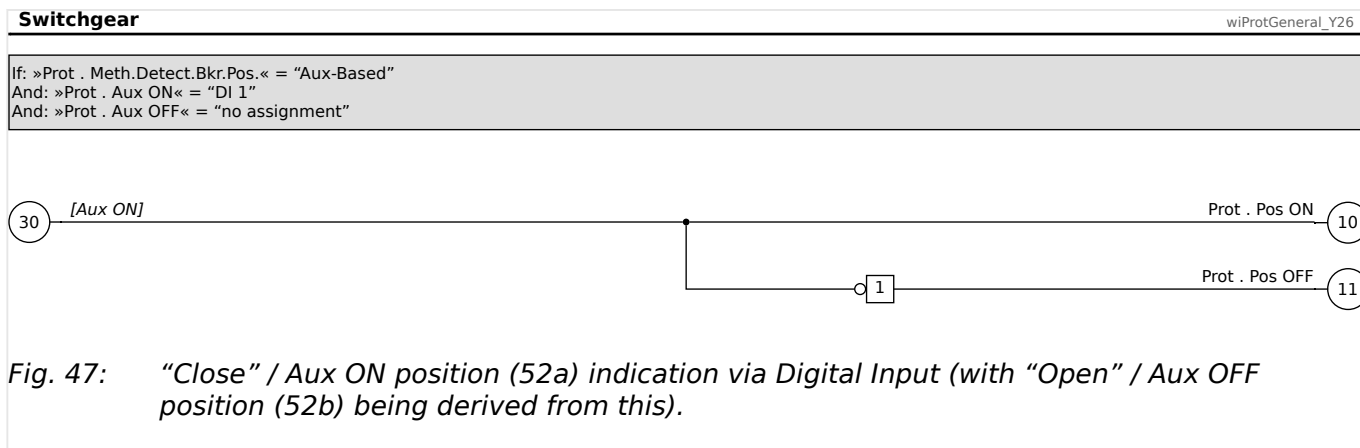 Switchgear
wiProtGeneral_Y26
If: »Prot . Meth.Detect.Bkr.Pos.« = “Aux-Based”
And: »Prot . Aux ON« = “DI 1”
And: »Prot . Aux OFF« = “no assignment”
30
[Aux ON]
Prot . Pos ON
10
1
Prot . Pos OFF
11
Fig. 47: “Close” / Aux ON position (52a) indication via Digital Input (with “Open” / Aux OFF
position (52b) being derived from this).